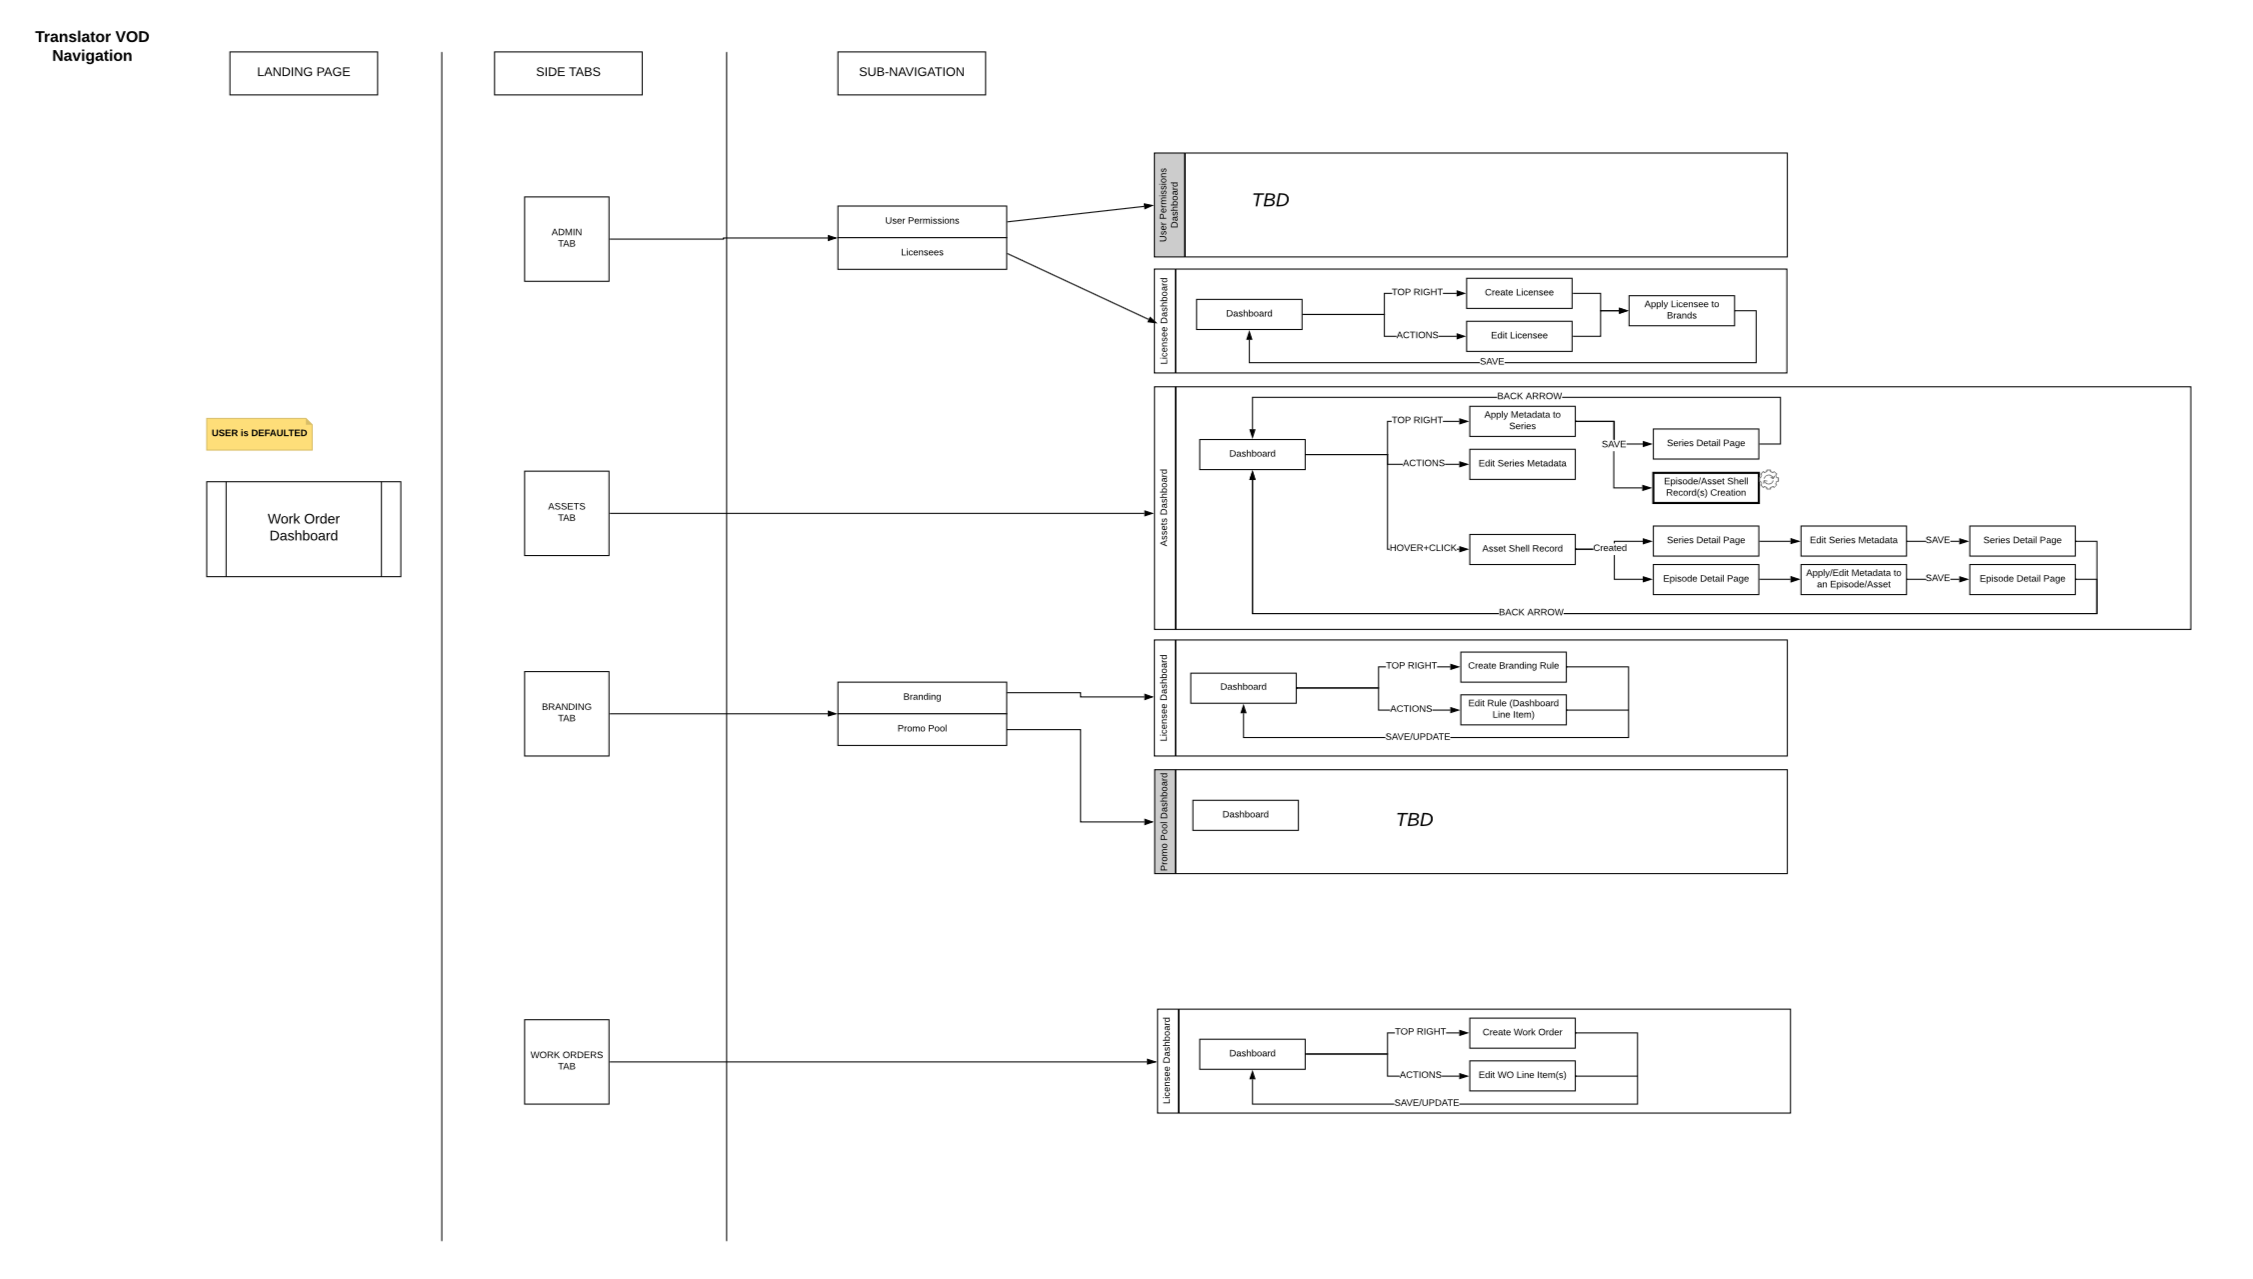 Translator VOD
Navigation
LANDING PAGE
SIDE TABS
SUB-NAVIGATION
USER is DEFAULTED
Work Order
Dashboard
ADMIN
TAB
User Permissions
Licensees
User Permissions
Dashboard
TBD
Licensee Dashboard
Dashboard
TOP RIGHT
Create Licensee
ACTIONS
Edit Licensee
Apply Licensee to
Brands
SAVE
ASSETS
TAB
Assets Dashboard
BACK ARROW
Dashboard
TOP RIGHT
Apply Metadata to
Series
SAVE
Series Detail Page
ACTIONS
Edit Series Metadata
Episode/Asset Shell
Record(s) Creation
HOVER+CLICK
Asset Shell Record
Created
Series Detail Page
Edit Series Metadata
SAVE
Series Detail Page
Episode Detail Page
Apply/Edit Metadata to
an Episode/Asset
SAVE
Episode Detail Page
BACK ARROW
BRANDING
TAB
Branding
Promo Pool
Licensee Dashboard
Dashboard
TOP RIGHT
Create Branding Rule
ACTIONS
Edit Rule (Dashboard
Line Item)
SAVE/UPDATE
Promo Pool Dashboard
Dashboard
TBD
WORK ORDERS
TAB
Licensee Dashboard
Dashboard
TOP RIGHT
Create Work Order
ACTIONS
Edit WO Line Item(s)
SAVE/UPDATE